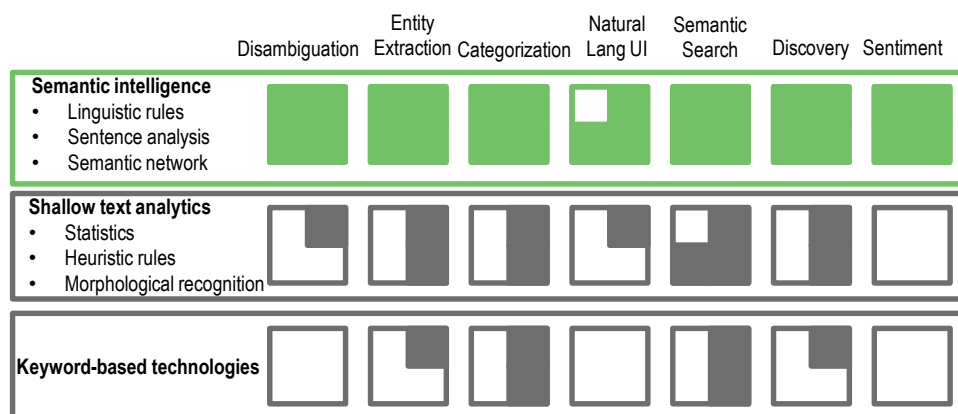 Disambiguation Entity Extraction Categorization Natural Lang UI Semantic Search Discovery Sentiment
Semantic intelligence
• Linguistic rules
• Sentence analysis
• Semantic network
Shallow text analytics
• Statistics
• Heuristic rules
• Morphological recognition
Keyword-based technologies